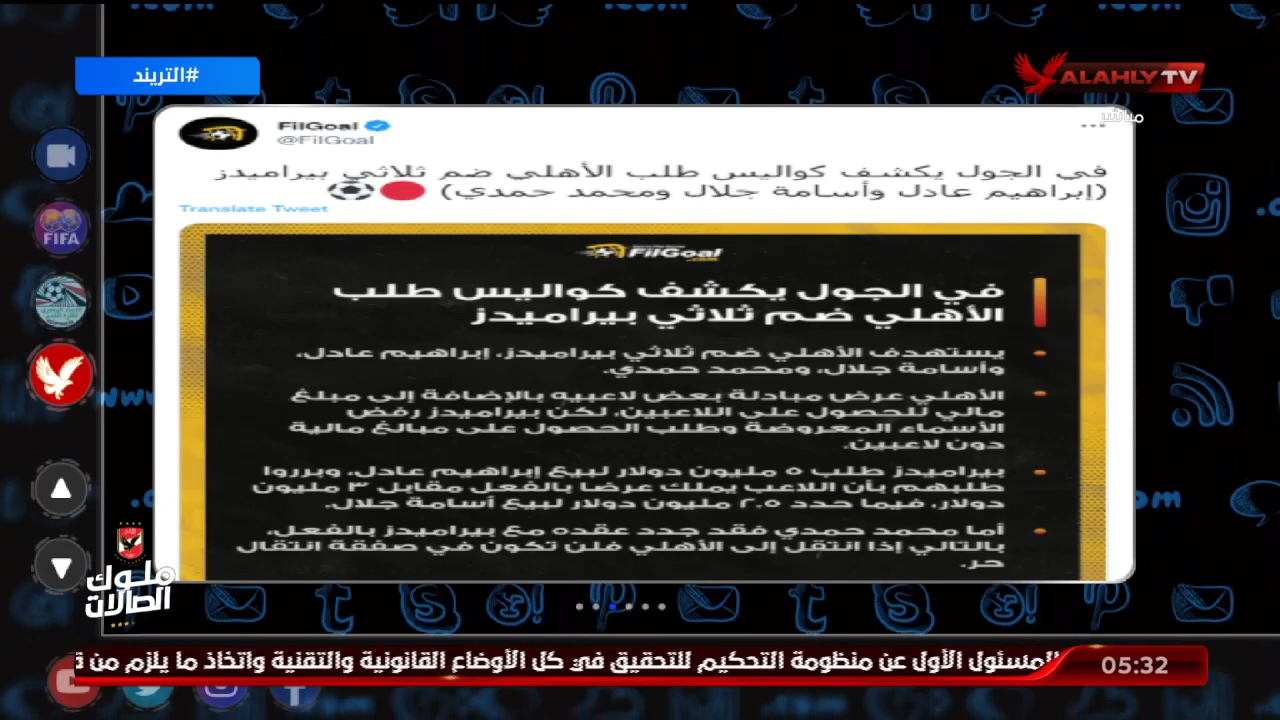 #التريند
ALAHLY TV
مباشر
FilGoal
@FilGoal
في الجول يكشف كواليس طلب الأهلي ضم ثلاثي بيراميدز
(إبراهيم عادل وأسامة جلال ومحمد حمدي)
Translate Tweet
FilGoal
.com
في الجول يكشف كواليس طلب
الأهلي ضم ثلاثي بيراميدز
يستهدف الأهلي ضم ثلاثي بيراميدز، إبراهيم عادل،
وأسامة جلال، ومحمد حمدي.
الأهلي عرض مبادلة بعض لاعبيه بالإضافة إلى مبلغ
مالي للحصول على اللاعبين، لكن بيراميدز رفض
الأسماء المعروضة وطلب الحصول على مبالغ مالية
دون لاعبين.
بيراميدز طلب ٥ مليون دولار لبيع إبراهيم عادل، وبرروا
طلبهم بأن اللاعب يملك عرضا بالفعل مقابل ٣ مليون
دولار، فيما حدد ٢.٥ مليون دولار لبيع أسامة جلال.
أما محمد حمدي فقد جدد عقده مع بيراميدز بالفعل،
بالتالي إذا انتقل إلى الأهلي فلن تكون في صفقة انتقال
حر.
FIFA
ملوك
الصالات
المسئول الأول عن منظومة التحكيم للتحقيق في كل الأوضاع القانونية والتقنية واتخاذ ما يلزم من ق
05:32